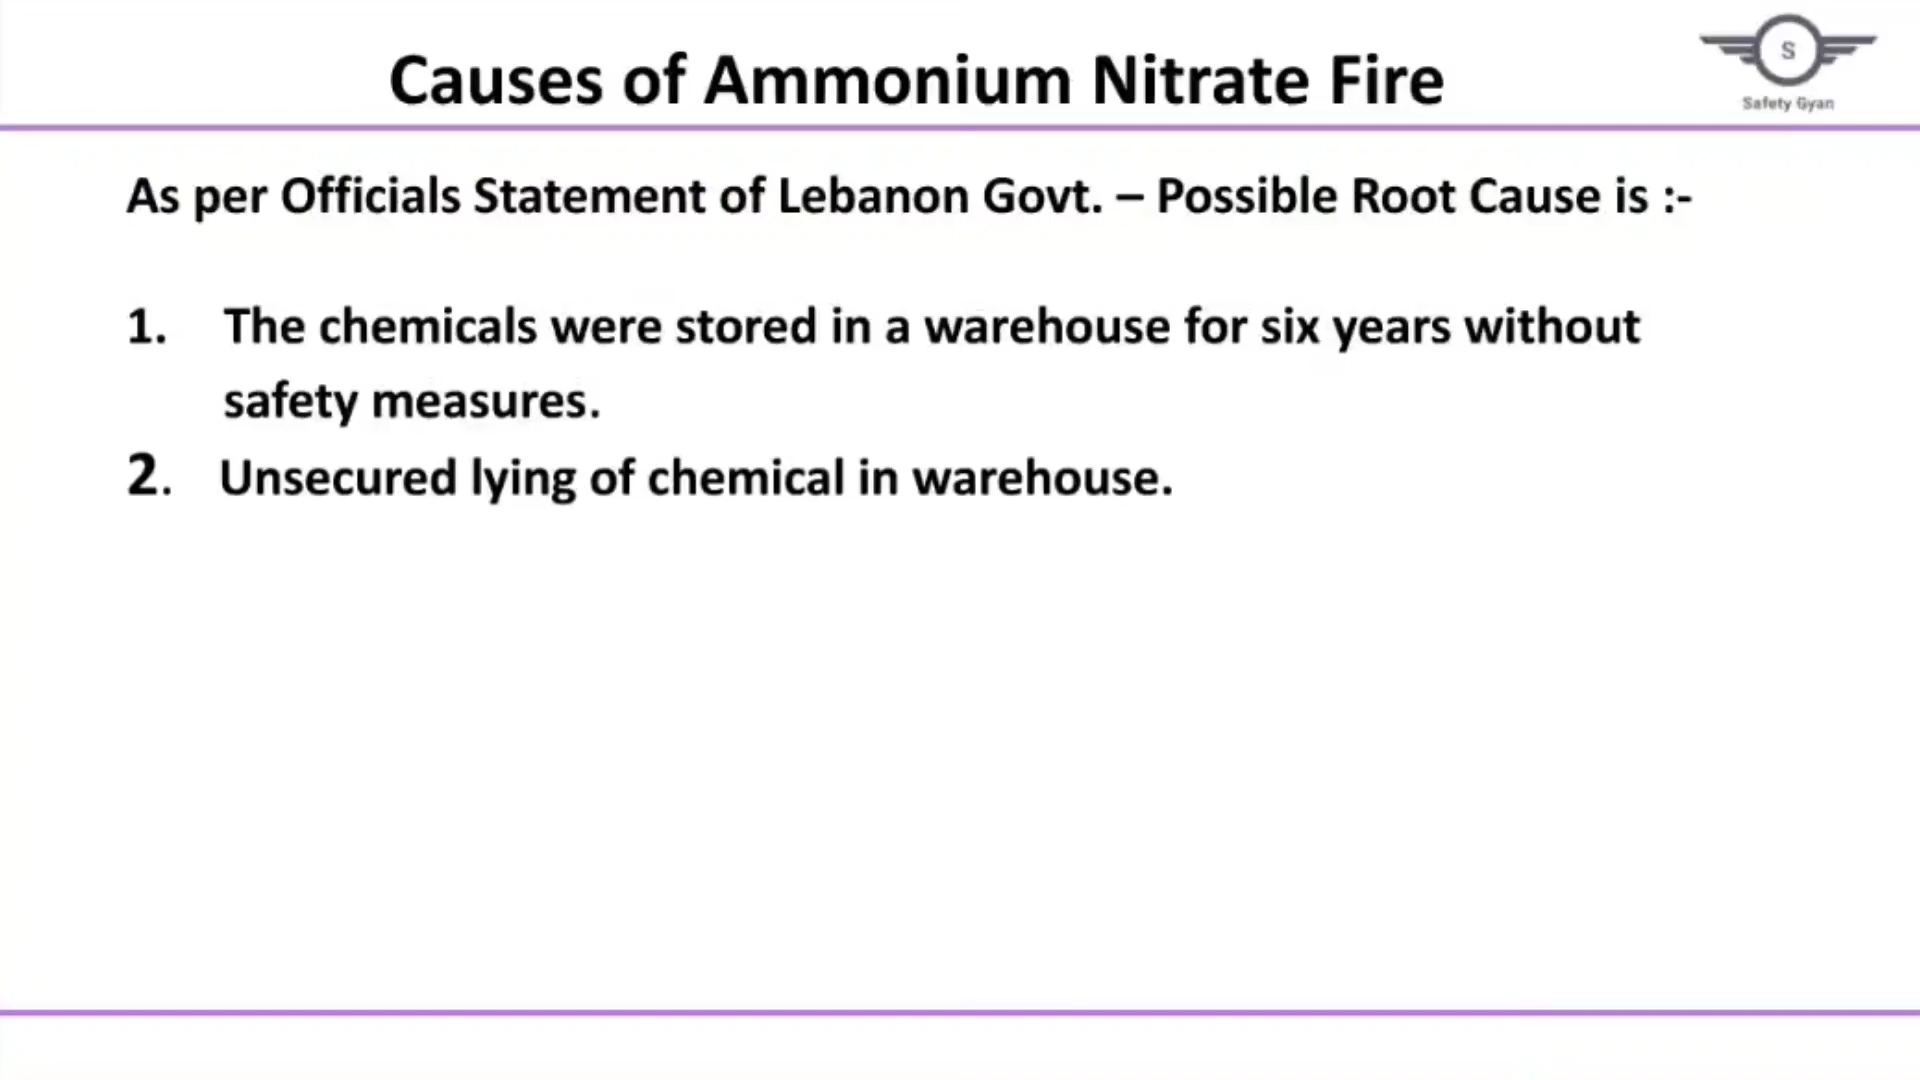 Causes of Ammonium Nitrate Fire
S
Safety Gyan
As per Officials Statement of Lebanon Govt. – Possible Root Cause is :-
1. The chemicals were stored in a warehouse for six years without
safety measures.
2. Unsecured lying of chemical in warehouse.